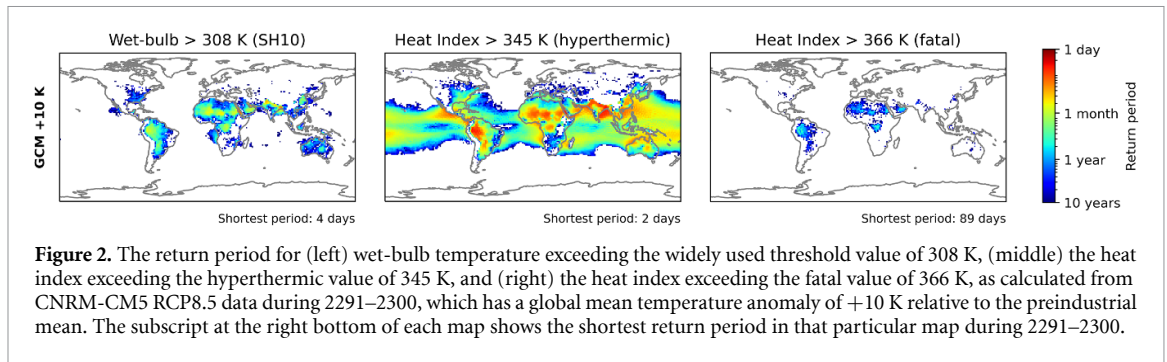 Wet-bulb > 308 K (SH10)
Heat Index > 345 K (hyperthermic)
Heat Index > 366 K (fatal)
GCM +10 K
1 day
1 month
1 year
10 years
Return period
Shortest period: 4 days
Shortest period: 2 days
Shortest period: 89 days
Figure 2. The return period for (left) wet-bulb temperature exceeding the widely used threshold value of 308 K, (middle) the heat
index exceeding the hyperthermic value of 345 K, and (right) the heat index exceeding the fatal value of 366 K, as calculated from
CNRM-CM5 RCP8.5 data during 2291–2300, which has a global mean temperature anomaly of +10 K relative to the preindustrial
mean. The subscript at the right bottom of each map shows the shortest return period in that particular map during 2291–2300.